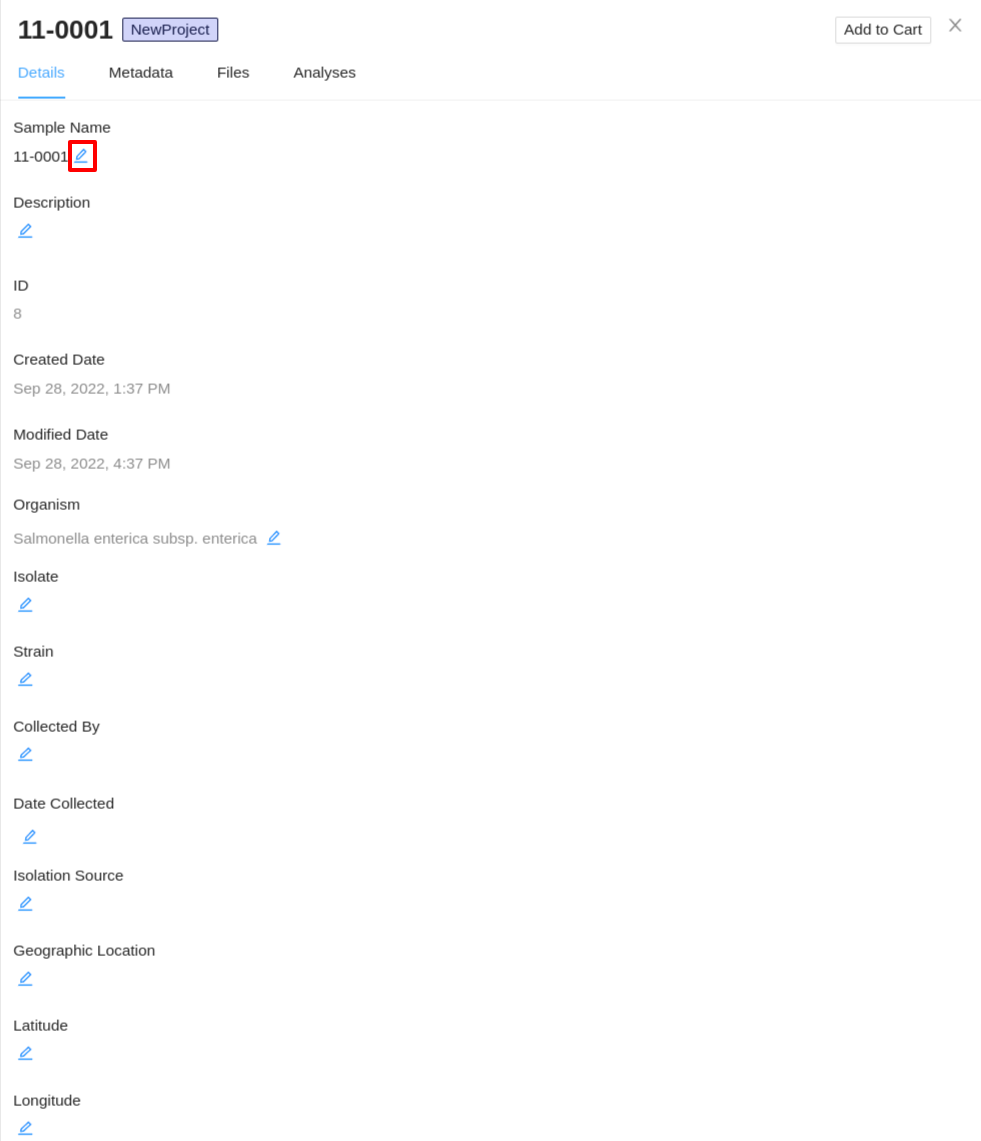 11-0001 NewProject Add to Cart
Details Metadata Files Analyses
Sample Name
11-0001
Description
ID
8
Created Date
Sep 28, 2022, 1:37 PM
Modified Date
Sep 28, 2022, 4:37 PM
Organism
Salmonella enterica subsp. enterica
Isolate
Strain
Collected By
Date Collected
Isolation Source
Geographic Location
Latitude
Longitude